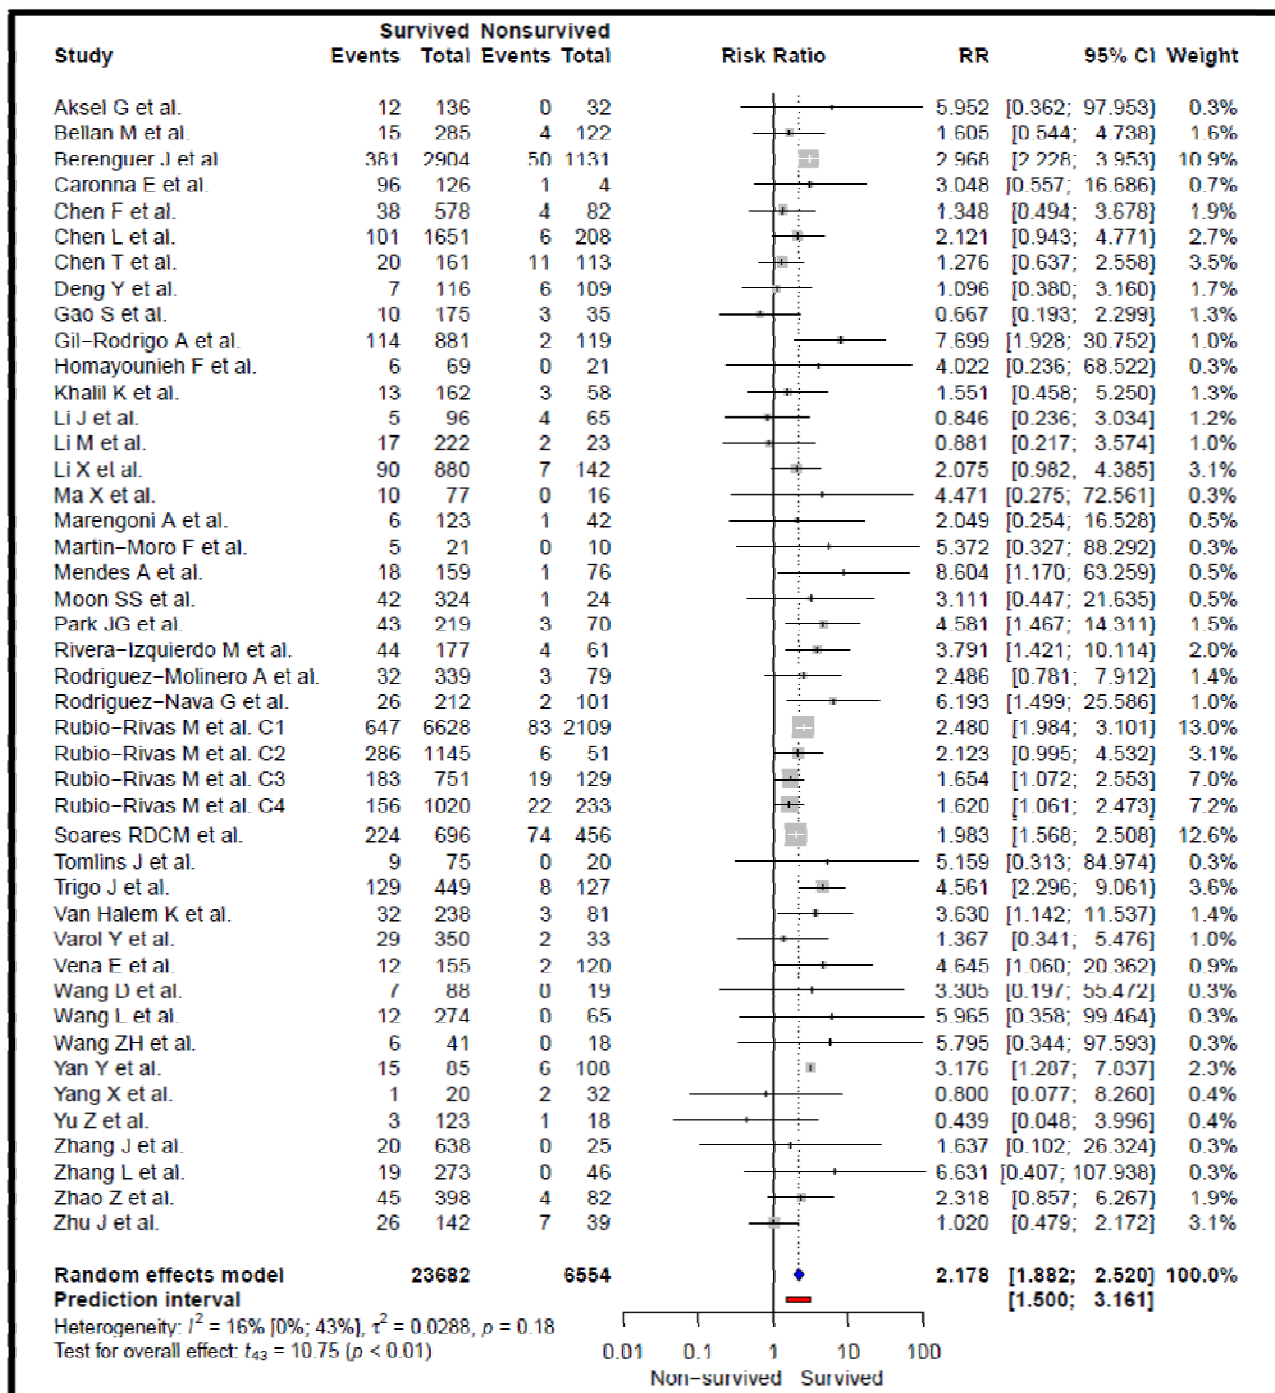 Survived Nonsurvived
Study Events Total Events Total Risk Ratio RR 95% CI Weight
Aksel G et al. 12 136 0 32 5.952 [0.362; 97.953] 0.3%
Bellan M et al. 15 285 4 122 1.605 [0.544; 4.738] 1.6%
Berenguer J et al 381 2904 50 1131 2.968 [2.228; 3.953] 10.9%
Caronna E et al. 96 126 1 4 3.048 [0.557; 16.686] 0.7%
Chen F et al. 38 578 4 82 1.348 [0.494; 3.678] 1.9%
Chen L et al. 101 1651 6 208 2.121 [0.943; 4.771] 2.7%
Chen T et al. 20 161 11 113 1.276 [0.637; 2.558] 3.5%
Deng Y et al. 7 116 6 109 1.096 [0.380; 3.160] 1.7%
Gao S et al. 10 175 3 35 0.667 [0.193; 2.299] 1.3%
Gil−Rodrigo A et al. 114 881 2 119 7.699 [1.928; 30.752] 1.0%
Homayounieh F et al. 6 69 0 21 4.022 [0.236; 68.522] 0.3%
Khalil K et al. 13 162 3 58 1.551 [0.458; 5.250] 1.3%
Li J et al. 5 96 4 65 0.846 [0.236; 3.034] 1.2%
Li M et al. 17 222 2 23 0.881 [0.217; 3.574] 1.0%
Li X et al. 90 880 7 142 2.075 [0.982; 4.385] 3.1%
Ma X et al. 10 77 0 16 4.471 [0.275; 72.561] 0.3%
Marengoni A et al. 6 123 1 42 2.049 [0.254; 16.528] 0.5%
Martin−Moro F et al. 5 21 0 10 5.372 [0.327; 88.292] 0.3%
Mendes A et al. 18 159 1 76 8.604 [1.170; 63.259] 0.5%
Moon SS et al. 42 324 1 24 3.111 [0.447; 21.635] 0.5%
Park JG et al. 43 219 3 70 4.581 [1.467; 14.311] 1.5%
Rivera−Izquierdo M et al. 44 177 4 61 3.791 [1.421; 10.114] 2.0%
Rodriguez−Molinero A et al. 32 339 3 79 2.486 [0.781; 7.912] 1.4%
Rodriguez−Nava G et al. 26 212 2 101 6.193 [1.499; 25.586] 1.0%
Rubio−Rivas M et al. C1 647 6628 83 2109 2.480 [1.984; 3.101] 13.0%
Rubio−Rivas M et al. C2 286 1145 6 51 2.123 [0.995; 4.532] 3.1%
Rubio−Rivas M et al. C3 183 751 19 129 1.654 [1.072; 2.553] 7.0%
Rubio−Rivas M et al. C4 156 1020 22 233 1.620 [1.061; 2.473] 7.2%
Soares RDCM et al. 224 696 74 456 1.983 [1.568; 2.508] 12.6%
Tomlins J et al. 9 75 0 20 5.159 [0.313; 84.974] 0.3%
Trigo J et al. 129 449 8 127 4.561 [2.296; 9.061] 3.6%
Van Halem K et al. 32 238 3 81 3.630 [1.142; 11.537] 1.4%
Varol Y et al. 29 350 2 33 1.367 [0.341; 5.476] 1.0%
Vena E et al. 12 155 2 120 4.645 [1.060; 20.362] 0.9%
Wang D et al. 7 88 0 19 3.305 [0.197; 55.472] 0.3%
Wang L et al. 12 274 0 65 5.965 [0.358; 99.464] 0.3%
Wang ZH et al. 6 41 0 18 5.795 [0.344; 97.593] 0.3%
Yan Y et al. 15 85 6 108 3.176 [1.287; 7.837] 2.3%
Yang X et al. 1 20 2 32 0.800 [0.077; 8.260] 0.4%
Yu Z et al. 3 123 1 18 0.439 [0.048; 3.996] 0.4%
Zhang J et al. 20 638 0 25 1.637 [0.102; 26.324] 0.3%
Zhang L et al. 19 273 0 46 6.631 [0.407; 107.938] 0.3%
Zhao Z et al. 45 398 4 82 2.318 [0.857; 6.267] 1.9%
Zhu J et al. 26 142 7 39 1.020 [0.479; 2.172] 3.1%
Random effects model 23682 6554 2.178 [1.882; 2.520] 100.0%
Prediction interval [1.500; 3.161]
Heterogeneity: I² = 16% [0%; 43%], τ² = 0.0288, p = 0.18
Test for overall effect: t₄₃ = 10.75 (p < 0.01)
0.01 0.1 1 10 100
Non−survived Survived